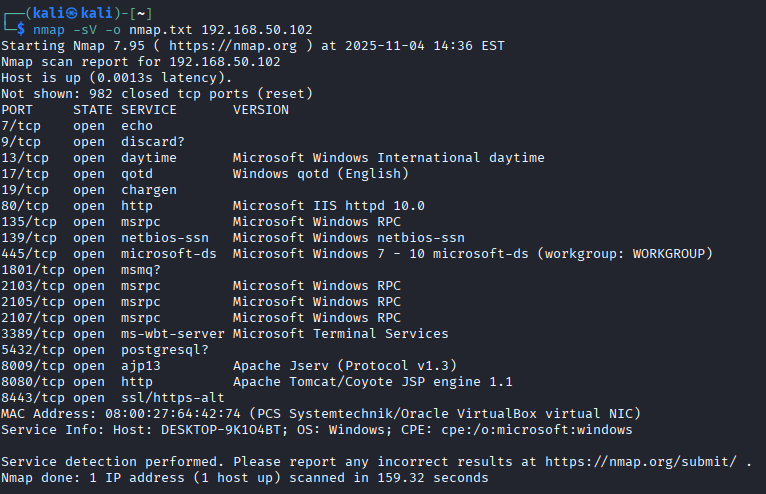 ┌──(kali㉿kali)-[~]
└─$ nmap -sV -o nmap.txt 192.168.50.102
Starting Nmap 7.95 ( https://nmap.org ) at 2025-11-04 14:36 EST
Nmap scan report for 192.168.50.102
Host is up (0.0013s latency).
Not shown: 982 closed tcp ports (reset)
PORT     STATE SERVICE       VERSION
7/tcp    open  echo
9/tcp    open  discard?
13/tcp   open  daytime       Microsoft Windows International daytime
17/tcp   open  qotd          Windows qotd (English)
19/tcp   open  chargen
80/tcp   open  http          Microsoft IIS httpd 10.0
135/tcp  open  msrpc         Microsoft Windows RPC
139/tcp  open  netbios-ssn   Microsoft Windows netbios-ssn
445/tcp  open  microsoft-ds  Microsoft Windows 7 - 10 microsoft-ds (workgroup: WORKGROUP)
1801/tcp open  msmq?
2103/tcp open  msrpc         Microsoft Windows RPC
2105/tcp open  msrpc         Microsoft Windows RPC
2107/tcp open  msrpc         Microsoft Windows RPC
3389/tcp open  ms-wbt-server Microsoft Terminal Services
5432/tcp open  postgresql?
8009/tcp open  ajp13         Apache Jserv (Protocol v1.3)
8080/tcp open  http          Apache Tomcat/Coyote JSP engine 1.1
8443/tcp open  ssl/https-alt
MAC Address: 08:00:27:64:42:74 (PCS Systemtechnik/Oracle VirtualBox virtual NIC)
Service Info: Host: DESKTOP-9K1O4BT; OS: Windows; CPE: cpe:/o:microsoft:windows

Service detection performed. Please report any incorrect results at https://nmap.org/submit/ .
Nmap done: 1 IP address (1 host up) scanned in 159.32 seconds